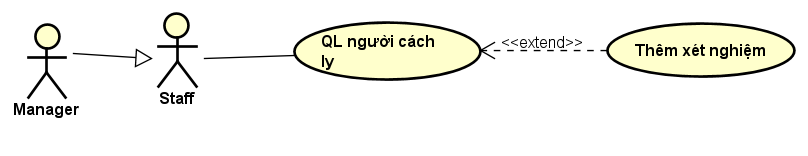 QL người cách
ly
<<extend>>
Thêm xét nghiệm
Staff
Manager